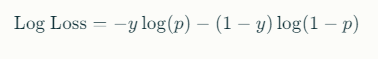 Log Loss = −y log(p) − (1 − y) log(1 − p)